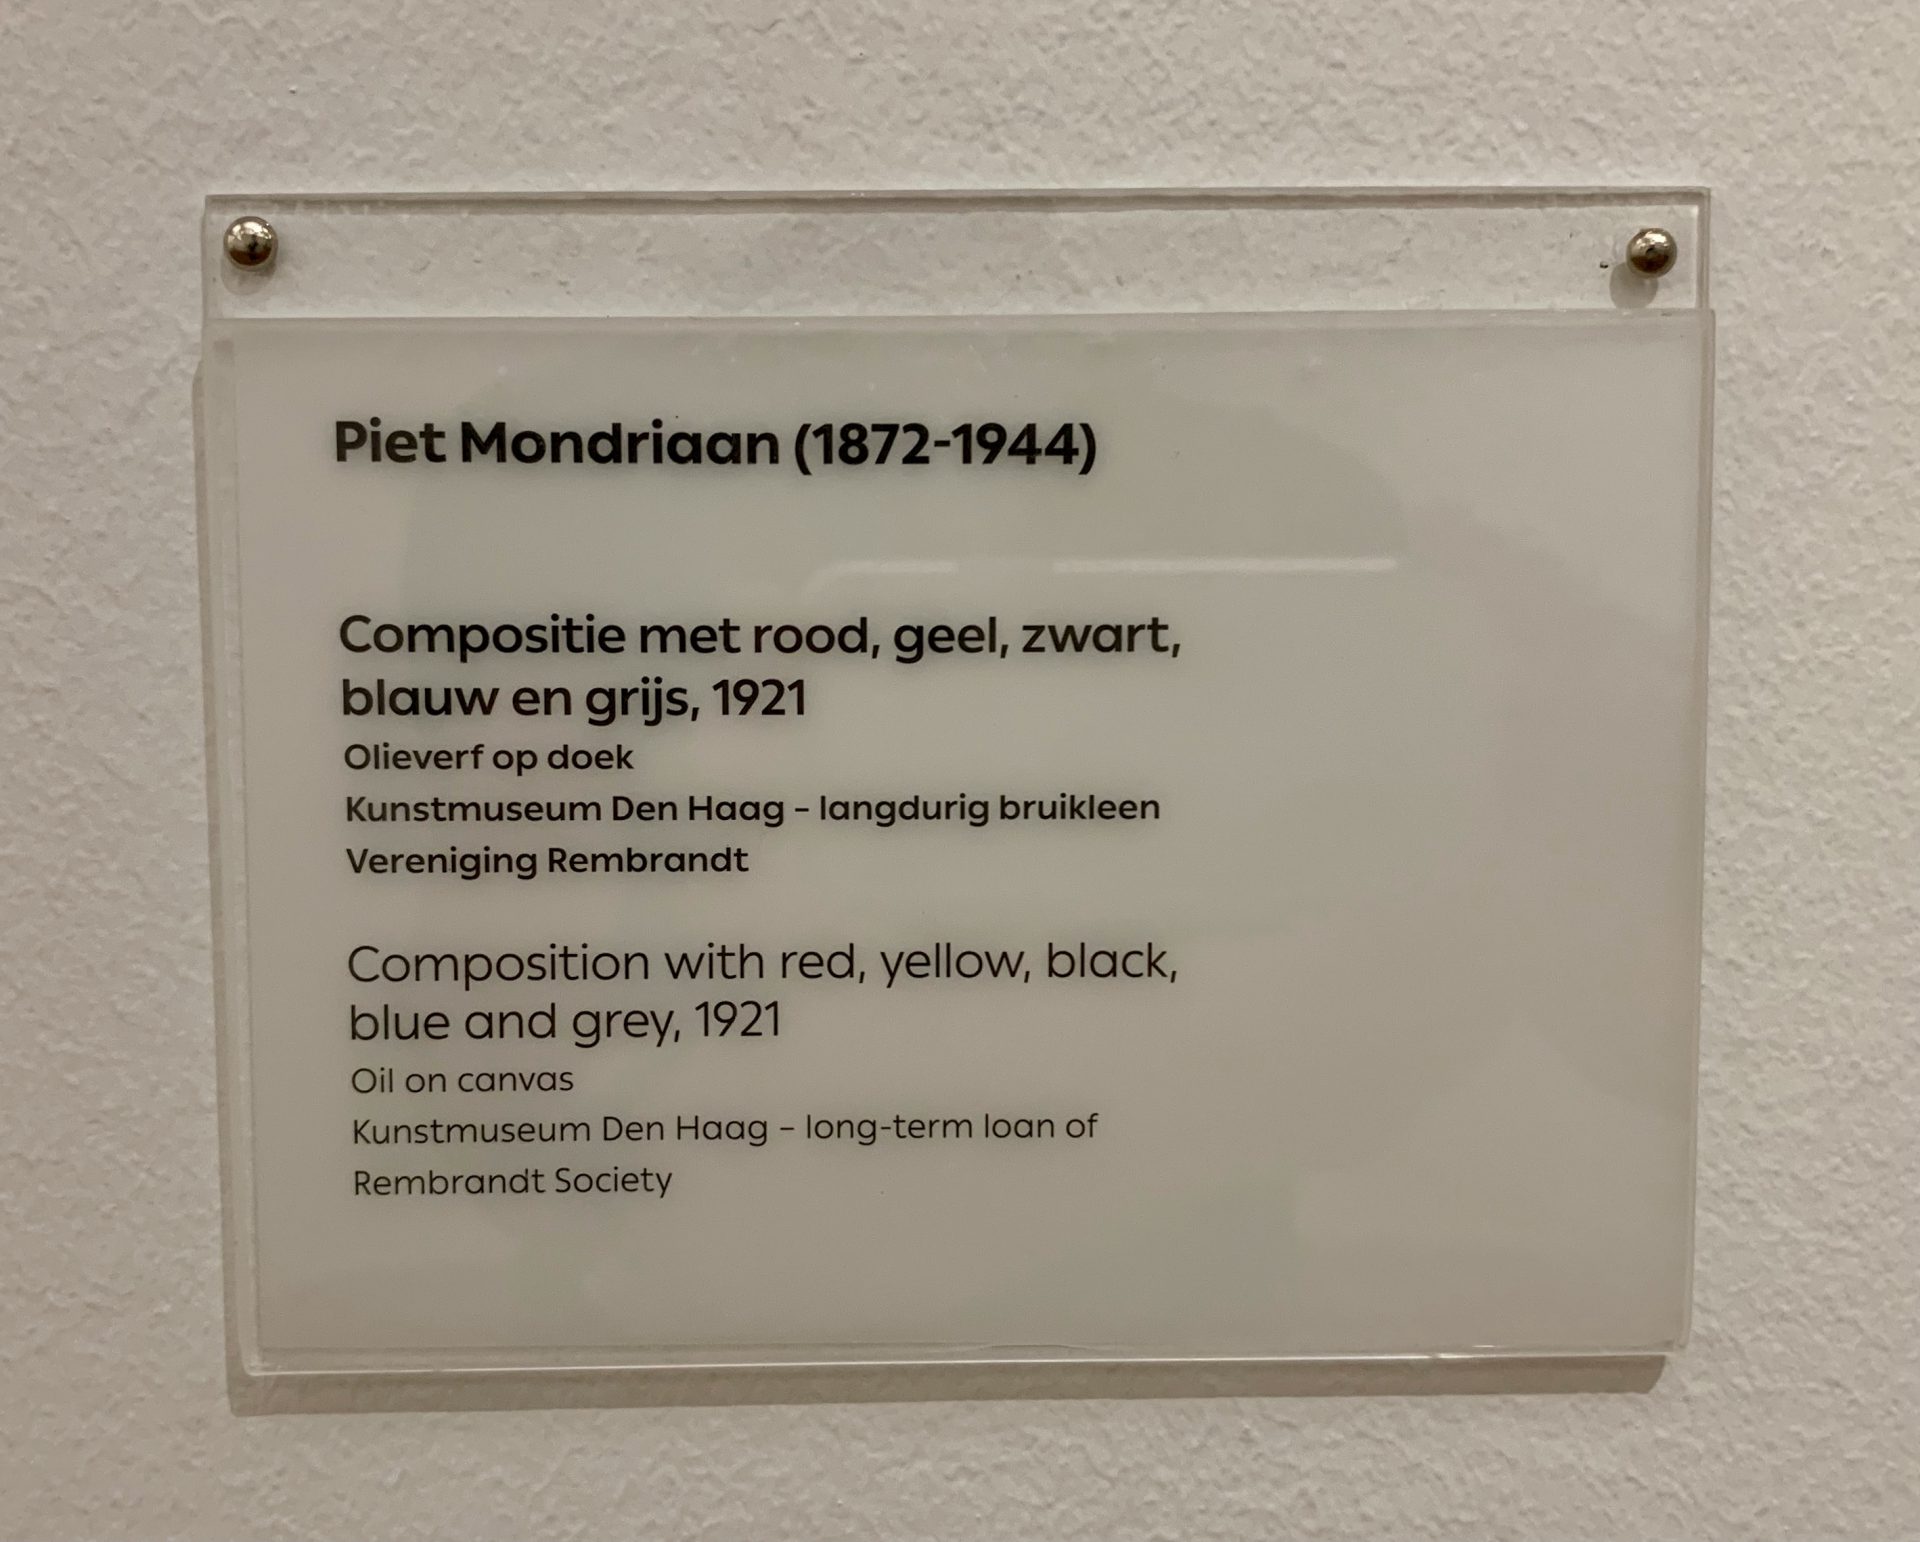 Piet Mondriaan (1872-1944)
Compositie met rood, geel, zwart,
blauw en grijs, 1921
Olieverf op doek
Kunstmuseum Den Haag – langdurig bruikleen
Vereniging Rembrandt
Composition with red, yellow, black,
blue and grey, 1921
Oil on canvas
Kunstmuseum Den Haag – long-term loan of
Rembrandt Society